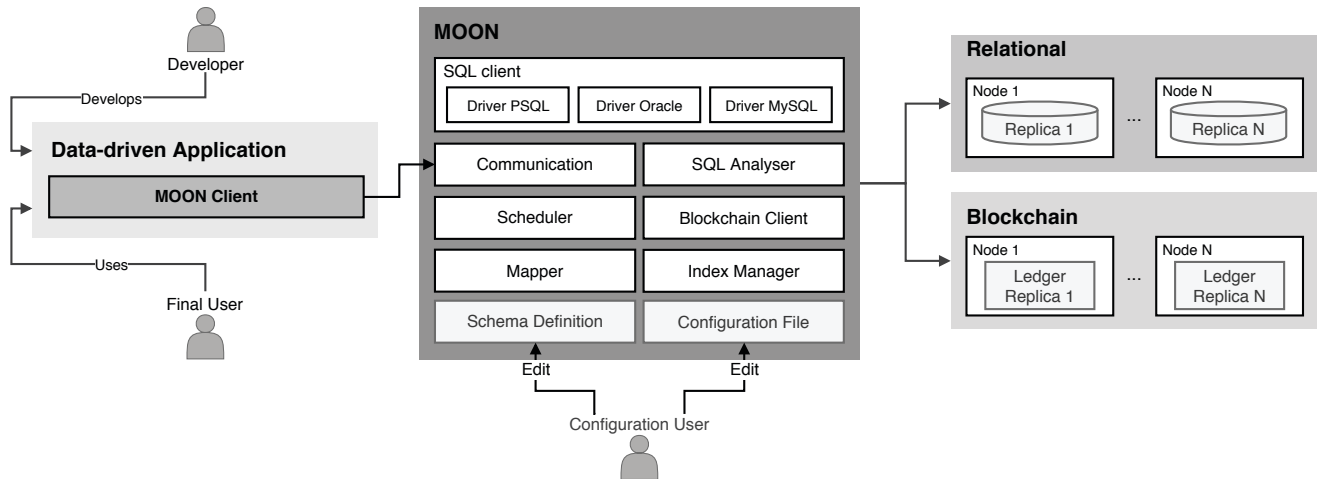 Developer
Develops
Data-driven Application
MOON Client
Uses
Final User
MOON
SQL client
Driver PSQL
Driver Oracle
Driver MySQL
Communication
SQL Analyser
Scheduler
Blockchain Client
Mapper
Index Manager
Schema Definition
Configuration File
Edit
Edit
Configuration User
Relational
Node 1
Replica 1
...
Node N
Replica N
Blockchain
Node 1
Ledger
Replica 1
...
Node N
Ledger
Replica N